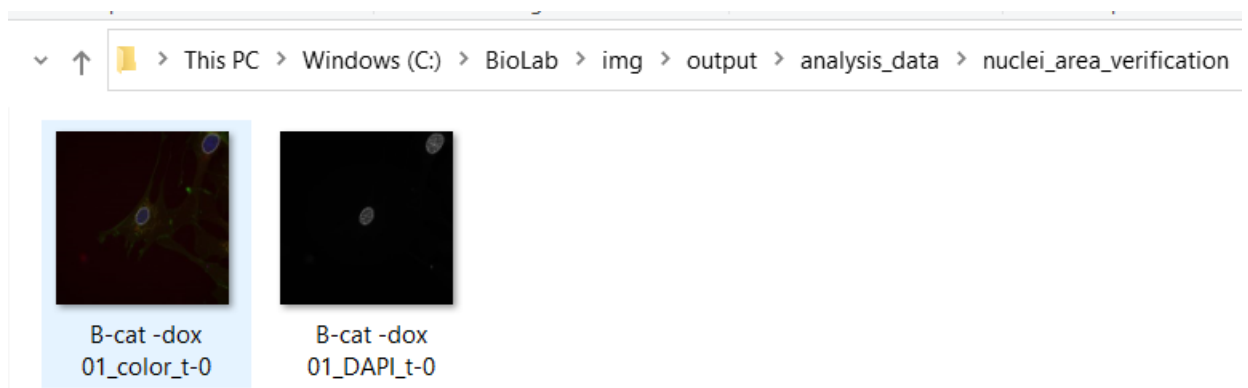 This PC > Windows (C:) > BioLab > img > output > analysis_data > nuclei_area_verification
B-cat -dox
01_color_t-0
B-cat -dox
01_DAPI_t-0